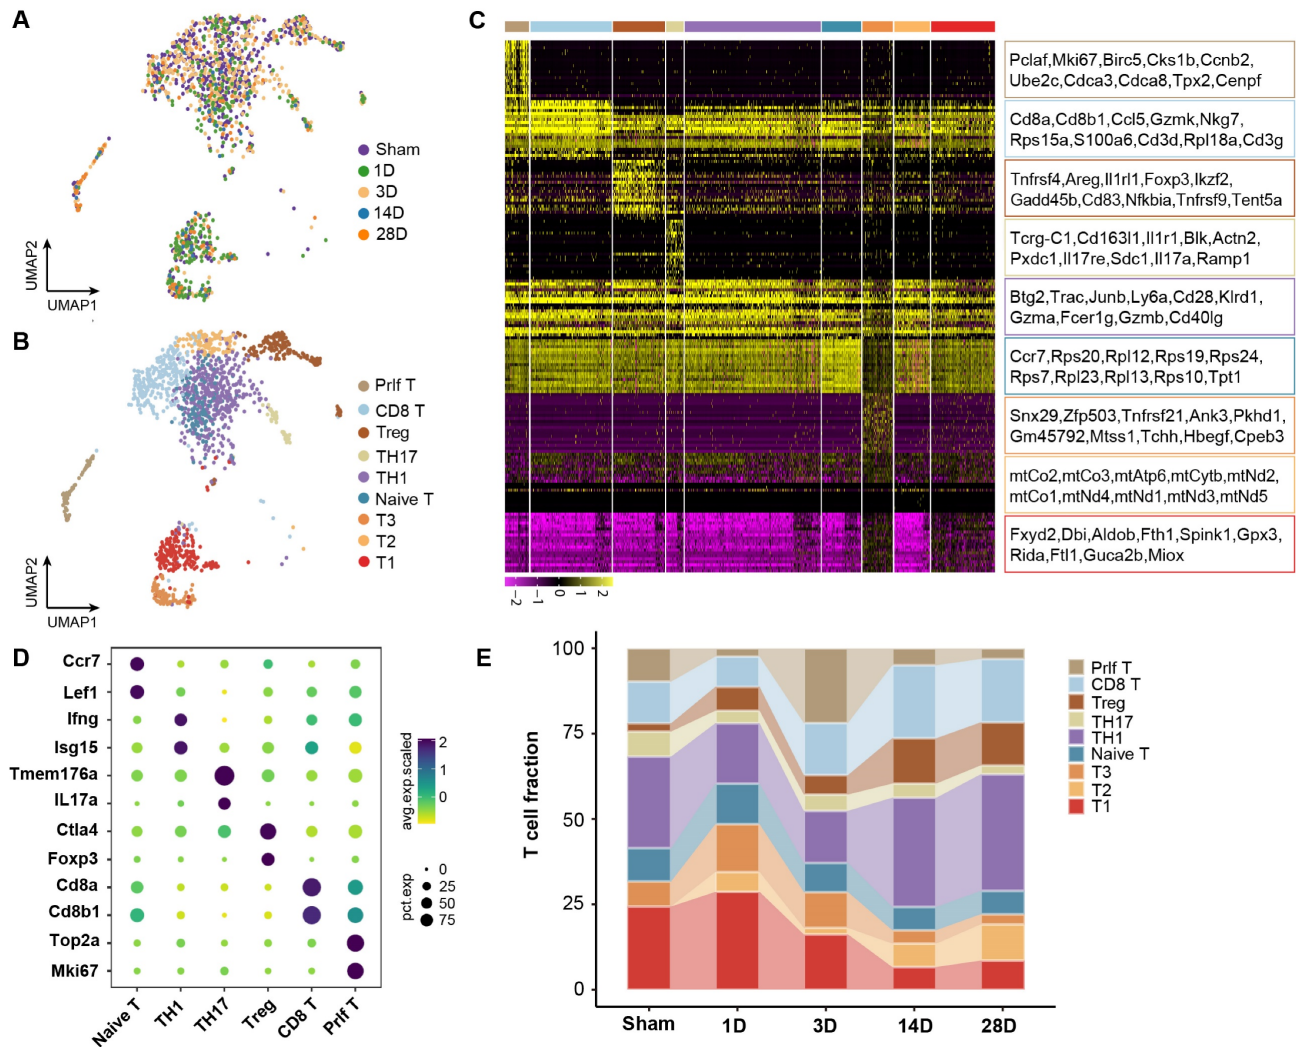 A
Sham
1D
3D
14D
28D
UMAP2
UMAP1
B
Prlf T
CD8 T
Treg
TH17
TH1
Naive T
T3
T2
T1
UMAP2
UMAP1
C
Pclaf,Mki67,Birc5,Cks1b,Ccnb2,
Ube2c,Cdca3,Cdca8,Tpx2,Cenpf
Cd8a,Cd8b1,Ccl5,Gzmk,Nkg7,
Rps15a,S100a6,Cd3d,Rpl18a,Cd3g
Tnfrsf4,Areg,Il1rl1,Foxp3,Ikzf2,
Gadd45b,Cd83,Nfkbia,Tnfrsf9,Tent5a
Tcrg-C1,Cd163l1,Il1r1,Blk,Actn2,
Pxdc1,Il17re,Sdc1,Il17a,Ramp1
Btg2,Trac,Junb,Ly6a,Cd28,Klrd1,
Gzma,Fcer1g,Gzmb,Cd40lg
Ccr7,Rps20,Rpl12,Rps19,Rps24,
Rps7,Rpl23,Rpl13,Rps10,Tpt1
Snx29,Zfp503,Tnfrsf21,Ank3,Pkhd1,
Gm45792,Mtss1,Tchh,Hbegf,Cpeb3
mtCo2,mtCo3,mtAtp6,mtCytb,mtNd2,
mtCo1,mtNd4,mtNd1,mtNd3,mtNd5
Fxyd2,Dbi,Aldob,Fth1,Spink1,Gpx3,
Rida,Ftl1,Guca2b,Miox
-2 -1 0 1 2
D
Ccr7
Lef1
Ifng
Isg15
Tmem176a
IL17a
Ctla4
Foxp3
Cd8a
Cd8b1
Top2a
Mki67
Naive T
TH1
TH17
Treg
CD8 T
Prlf T
avg.exp.scaled
2
1
0
pct.exp
0
25
50
75
E
T cell fraction
100
75
50
25
0
Sham
1D
3D
14D
28D
Prlf T
CD8 T
Treg
TH17
TH1
Naive T
T3
T2
T1